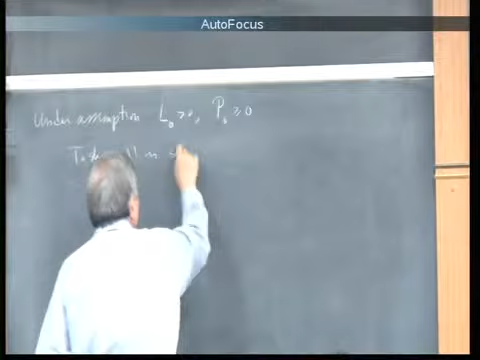 AutoFocus
Under assumption L₀ > 0, P₀ ≥ 0